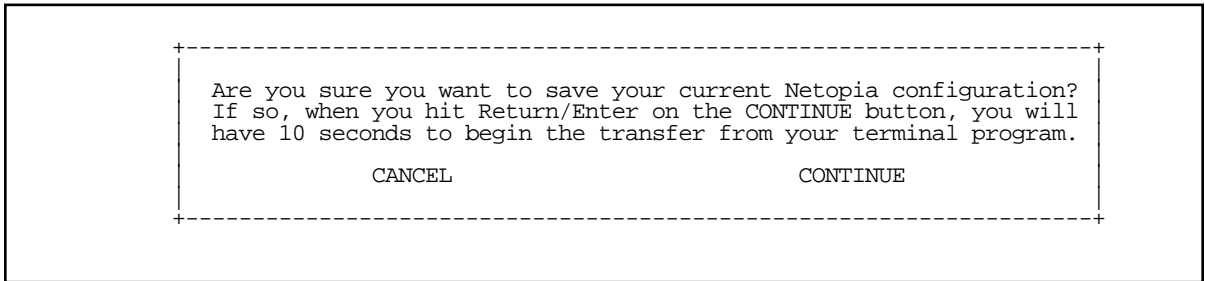 Are you sure you want to save your current Netopia configuration?
If so, when you hit Return/Enter on the CONTINUE button, you will
have 10 seconds to begin the transfer from your terminal program.
CANCEL CONTINUE